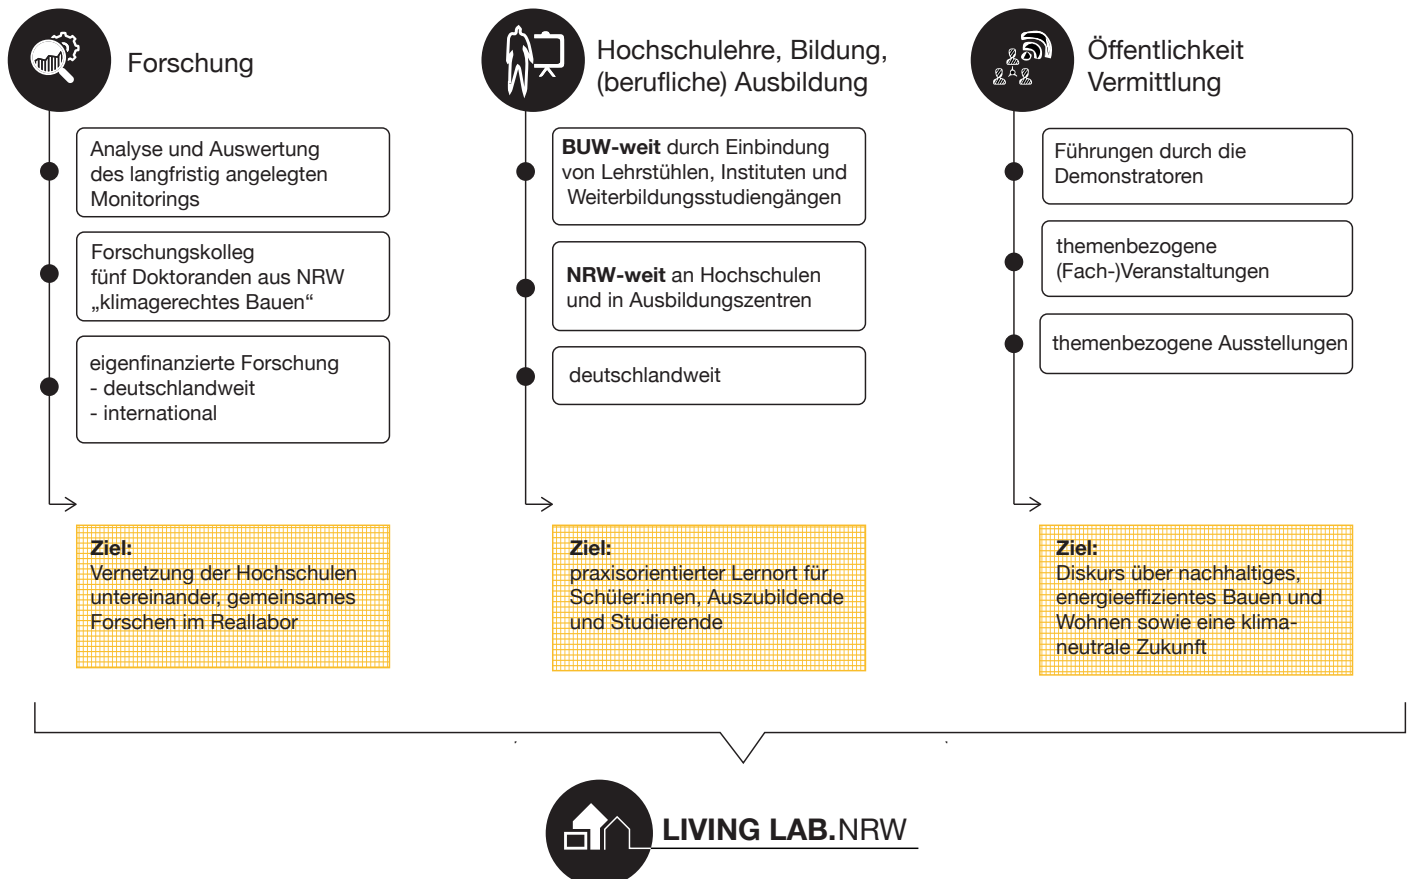 Forschung
Analyse und Auswertung
des langfristig angelegten
Monitorings
Forschungskolleg
fünf Doktoranden aus NRW
„klimagerechtes Bauen“
eigenfinanzierte Forschung
- deutschlandweit
- international
Ziel:
Vernetzung der Hochschulen
untereinander, gemeinsames
Forschen im Reallabor
Hochschulehre, Bildung,
(berufliche) Ausbildung
BUW-weit durch Einbindung
von Lehrstühlen, Instituten und
Weiterbildungsstudiengängen
NRW-weit an Hochschulen
und in Ausbildungszentren
deutschlandweit
Ziel:
praxisorientierter Lernort für
Schüler:innen, Auszubildende
und Studierende
Öffentlichkeit
Vermittlung
Führungen durch die
Demonstratoren
themenbezogene
(Fach-)Veranstaltungen
themenbezogene Ausstellungen
Ziel:
Diskurs über nachhaltiges,
energieeffizientes Bauen und
Wohnen sowie eine klima-
neutrale Zukunft
LIVING LAB.NRW